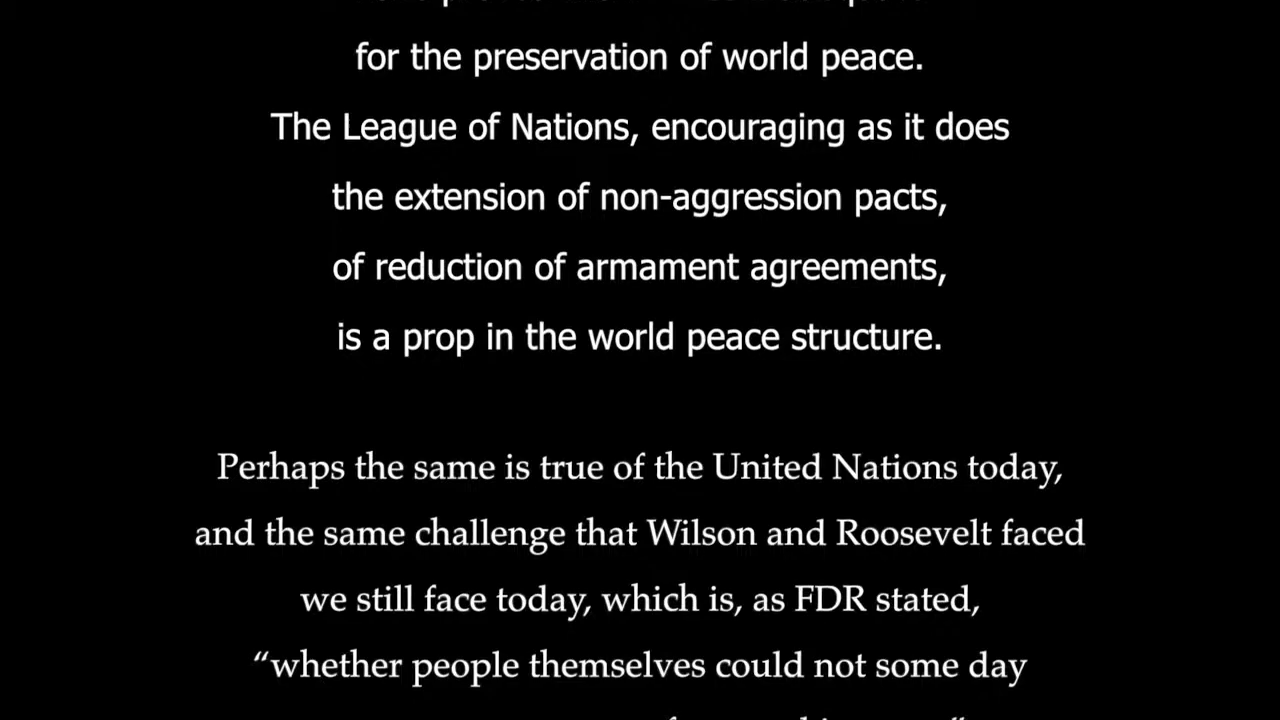 for the preservation of world peace.
The League of Nations, encouraging as it does
the extension of non-aggression pacts,
of reduction of armament agreements,
is a prop in the world peace structure.
Perhaps the same is true of the United Nations today,
and the same challenge that Wilson and Roosevelt faced
we still face today, which is, as FDR stated,
“whether people themselves could not some day